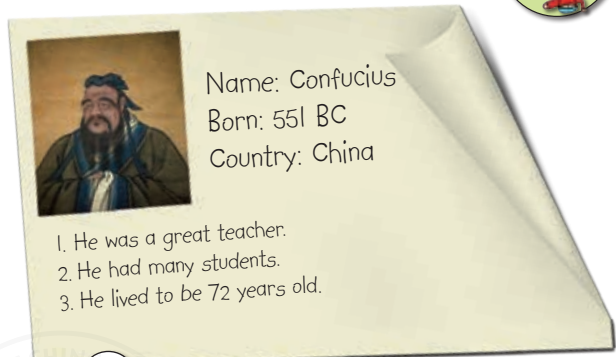 Name: Confucius
Born: 551 BC
Country: China
1. He was a great teacher.
2. He had many students.
3. He lived to be 72 years old.